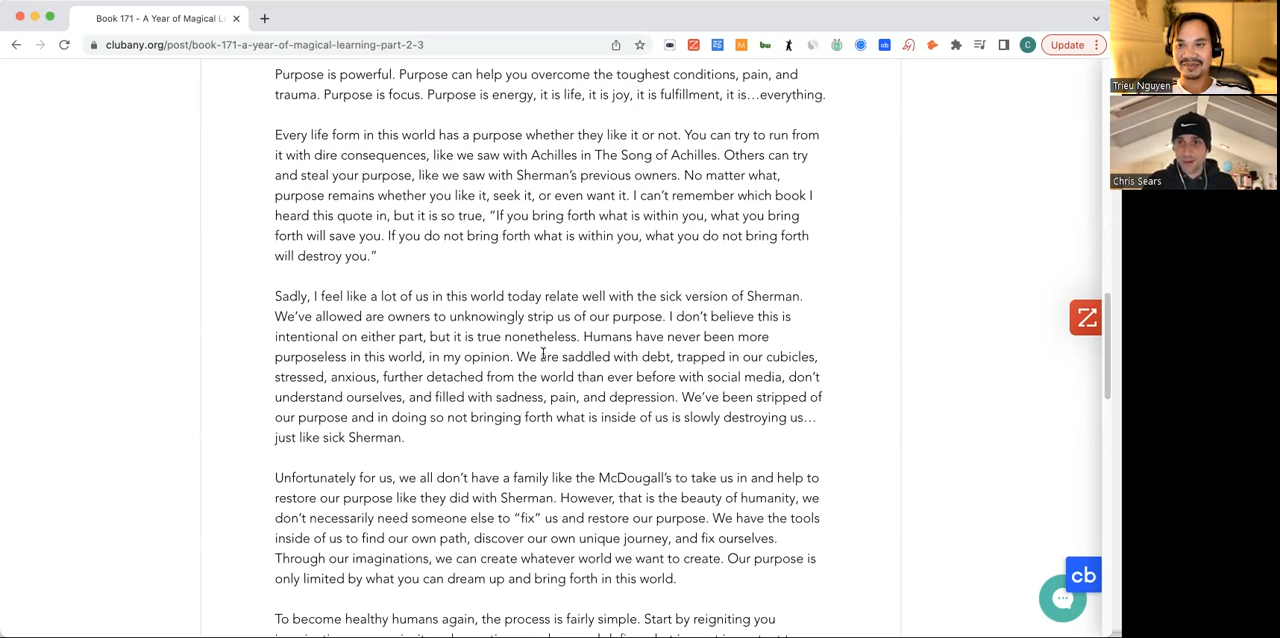 Book 171 - A Year of Magical Le
clubany.org/post/book-171-a-year-of-magical-learning-part-2-3
Update
Purpose is powerful. Purpose can help you overcome the toughest conditions, pain, and
trauma. Purpose is focus, purpose is energy, it is life, it is joy, it is fulfillment, it is…everything.
Every life form in this world has a purpose whether they like it or not. You can try to run from
it with dire consequences, like we saw with Achilles in The Song of Achilles. Others can try
and steal your purpose, like we saw with Sherman's previous owners. No matter what,
purpose remains whether you like it, seek it, or even want it. I can't remember which book I
heard this quote in, but it is so true, "If you bring forth what is within you, what you bring
forth will save you. If you do not bring forth what is within you, what you do not bring forth
will destroy you."
Sadly, I feel like a lot of us in this world today relate well with the sick version of Sherman.
We've allowed are owners to unknowingly strip us of our purpose. I don't believe this is
intentional on either part, but it is true nonetheless. Humans have never been more
purposeless in this world, in my opinion. We are saddled with debt, trapped in our cubicles,
stressed, anxious, further detached from the world than ever before with social media, don't
understand ourselves, and filled with sadness, pain, and depression. We've been stripped of
our purpose and in doing so not bringing forth what is inside of us is slowly destroying us…
just like sick Sherman.
Unfortunately for us, we all don't have a family like the McDougall's to take us in and help to
restore our purpose like they did with Sherman. However, that is the beauty of humanity, we
don't necessarily need someone else to "fix" us and restore our purpose. We have the tools
inside of us to find our own path, discover our own unique journey, and fix ourselves.
Through our imaginations, we can create whatever world we want to create. Our purpose is
only limited by what you can dream up and bring forth in this world.
To become healthy humans again, the process is fairly simple. Start by reigniting you
cb
Trieu Nguyen
Chris Sears